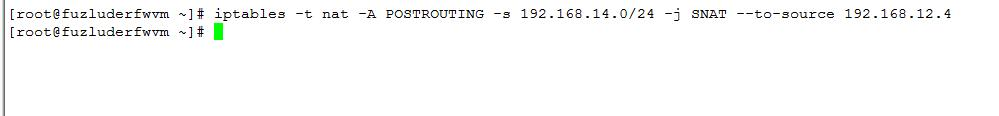 [root@fuzluderfwvm ~]# iptables -t nat -A POSTROUTING -s 192.168.14.0/24 -j SNAT --to-source 192.168.12.4
[root@fuzluderfwvm ~]#